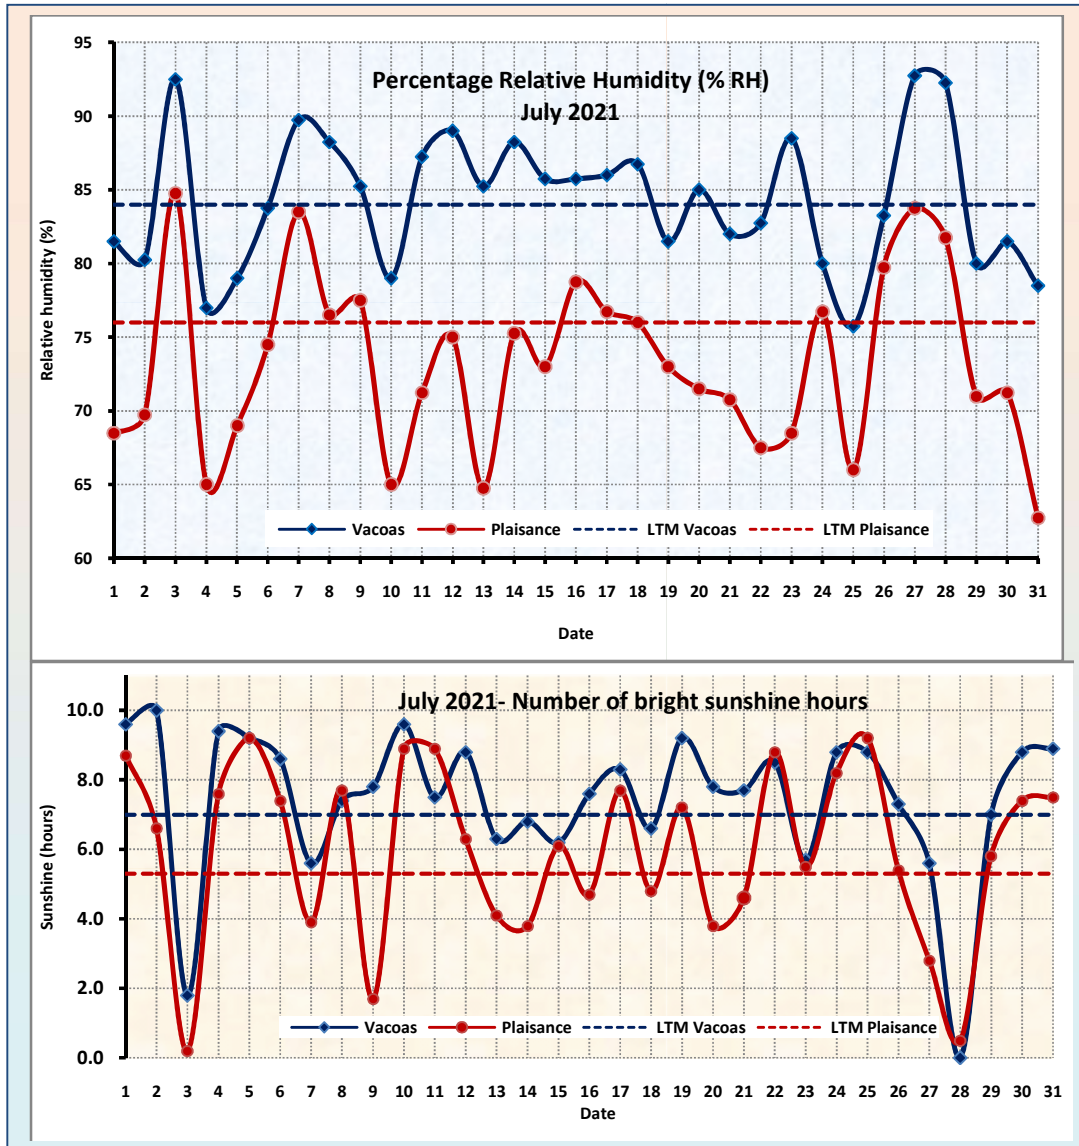 Percentage Relative Humidity (% RH)
July 2021
Relative humidity (%)
95
90
85
80
75
70
65
60
Vacoas Plaisance LTM Vacoas LTM Plaisance
1 2 3 4 5 6 7 8 9 10 11 12 13 14 15 16 17 18 19 20 21 22 23 24 25 26 27 28 29 30 31
Date
July 2021- Number of bright sunshine hours
Sunshine (hours)
10.0
8.0
6.0
4.0
2.0
0.0
Vacoas Plaisance LTM Vacoas LTM Plaisance
1 2 3 4 5 6 7 8 9 10 11 12 13 14 15 16 17 18 19 20 21 22 23 24 25 26 27 28 29 30 31
Date